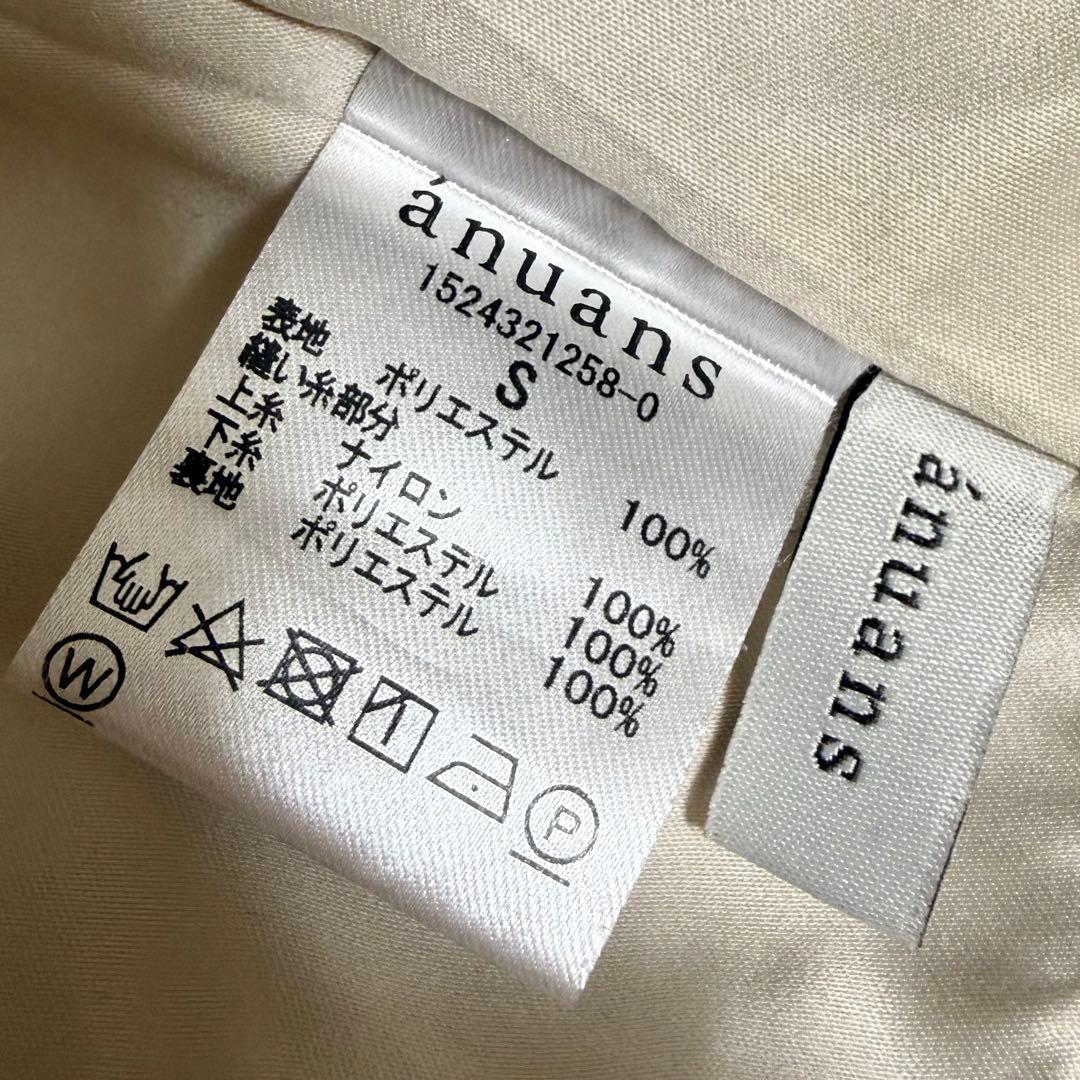 ánuans
1524321258-0
S
表地 ポリエステル 100%
縫い糸部分
上糸 ナイロン 100%
下糸 ポリエステル 100%
裏地 ポリエステル 100%
W
P
ánuans